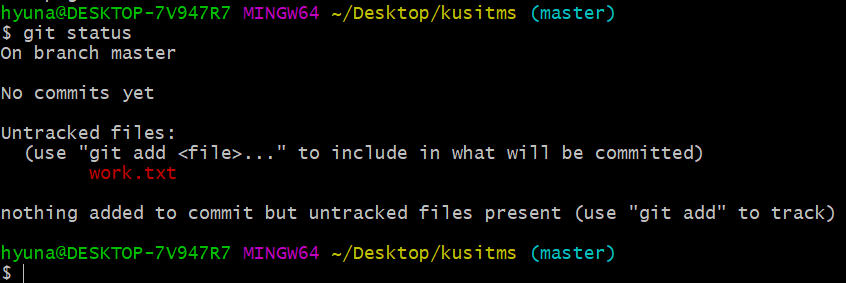 hyuna@DESKTOP-7V947R7 MINGW64 ~/Desktop/kusitms (master)
$ git status
On branch master
No commits yet
Untracked files:
(use "git add <file>..." to include in what will be committed)
work.txt
nothing added to commit but untracked files present (use "git add" to track)
hyuna@DESKTOP-7V947R7 MINGW64 ~/Desktop/kusitms (master)
$